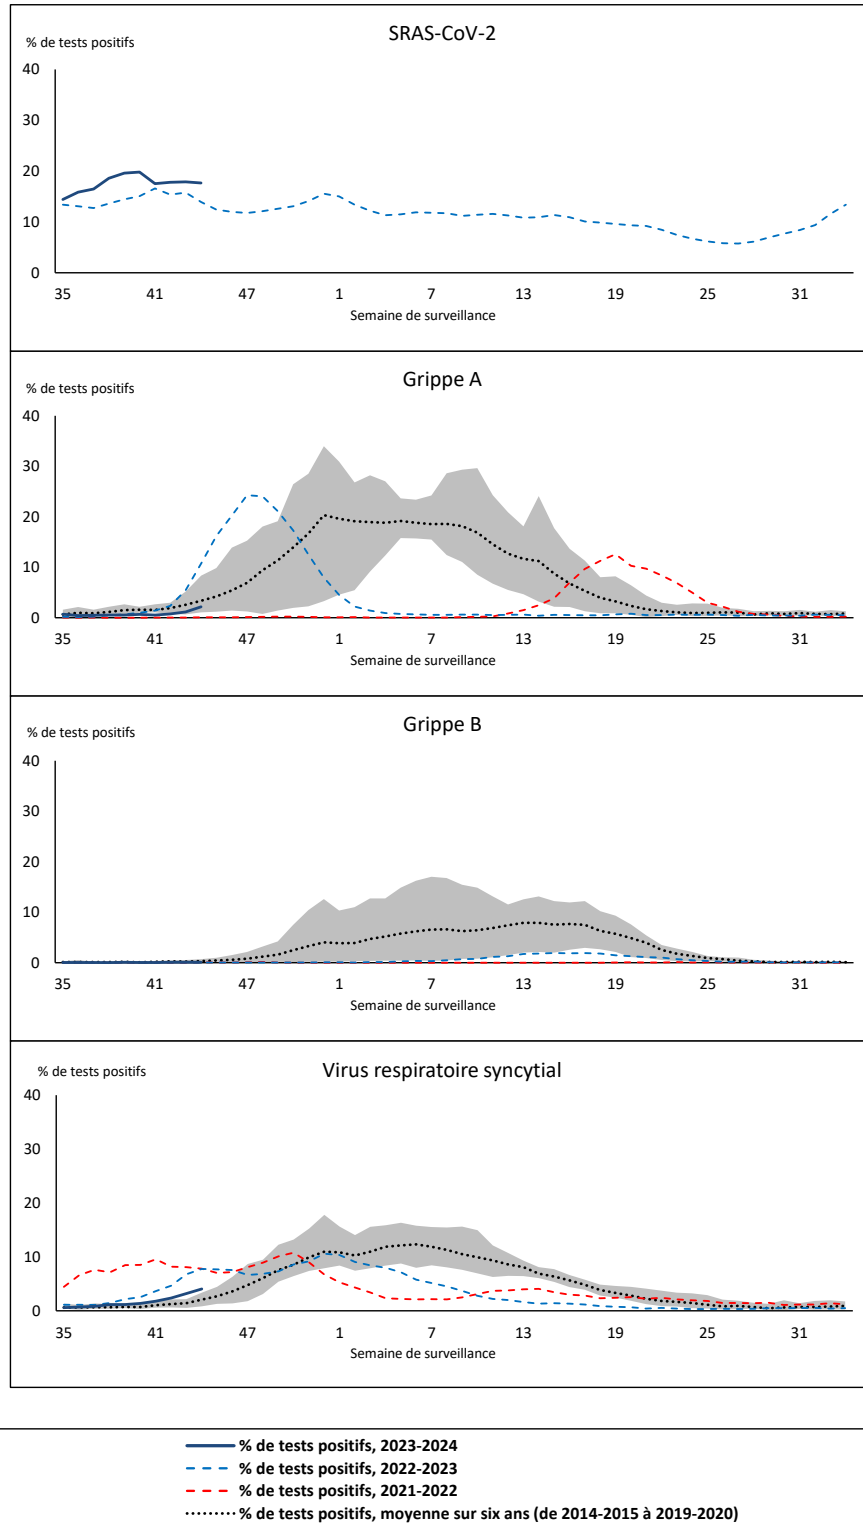 SRAS-CoV-2
% de tests positifs
40
30
20
10
0
35 41 47 1 7 13 19 25 31
Semaine de surveillance
Grippe A
% de tests positifs
40
30
20
10
0
35 41 47 1 7 13 19 25 31
Semaine de surveillance
Grippe B
% de tests positifs
40
30
20
10
0
35 41 47 1 7 13 19 25 31
Semaine de surveillance
Virus respiratoire syncytial
% de tests positifs
40
30
20
10
0
35 41 47 1 7 13 19 25 31
Semaine de surveillance
% de tests positifs, 2023-2024
% de tests positifs, 2022-2023
% de tests positifs, 2021-2022
% de tests positifs, moyenne sur six ans (de 2014-2015 à 2019-2020)